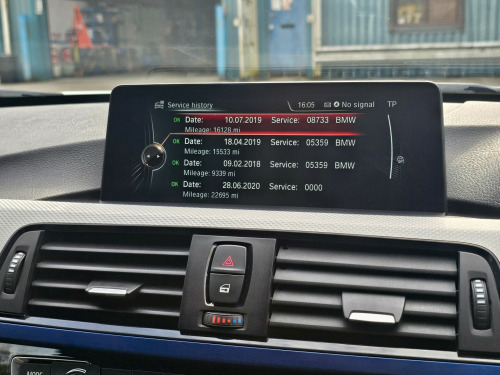 Service history 16:05 No signal TP
OK Date: 10.07.2019 Service: 08733 BMW
Mileage: 16128 mi
OK Date: 18.04.2019 Service: 05359 BMW
Mileage: 15533 mi
OK Date: 09.02.2018 Service: 05359 BMW
Mileage: 9339 mi
OK Date: 28.06.2020 Service: 0000
Mileage: 22695 mi
MODE